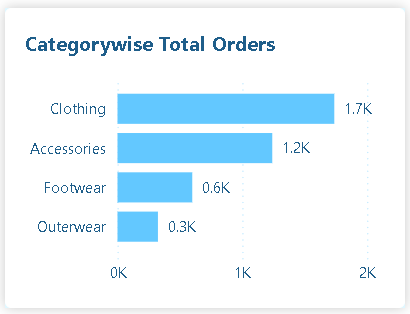 Categorywise Total Orders
Clothing 1.7K
Accessories 1.2K
Footwear 0.6K
Outerwear 0.3K
0K 1K 2K